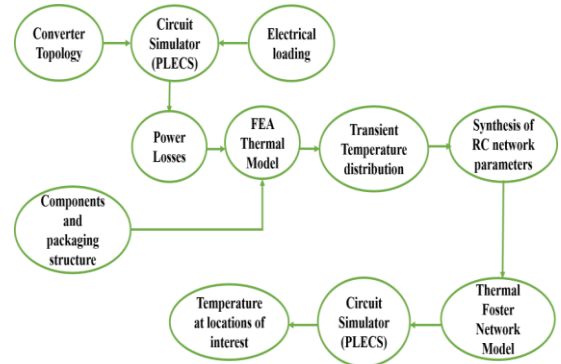 Converter
Topology
Circuit
Simulator
(PLECS)
Electrical
loading
Power
Losses
FEA
Thermal
Model
Transient
Temperature
distribution
Synthesis of
RC network
parameters
Components
and
packaging
structure
Temperature
at locations of
interest
Circuit
Simulator
(PLECS)
Thermal
Foster
Network
Model